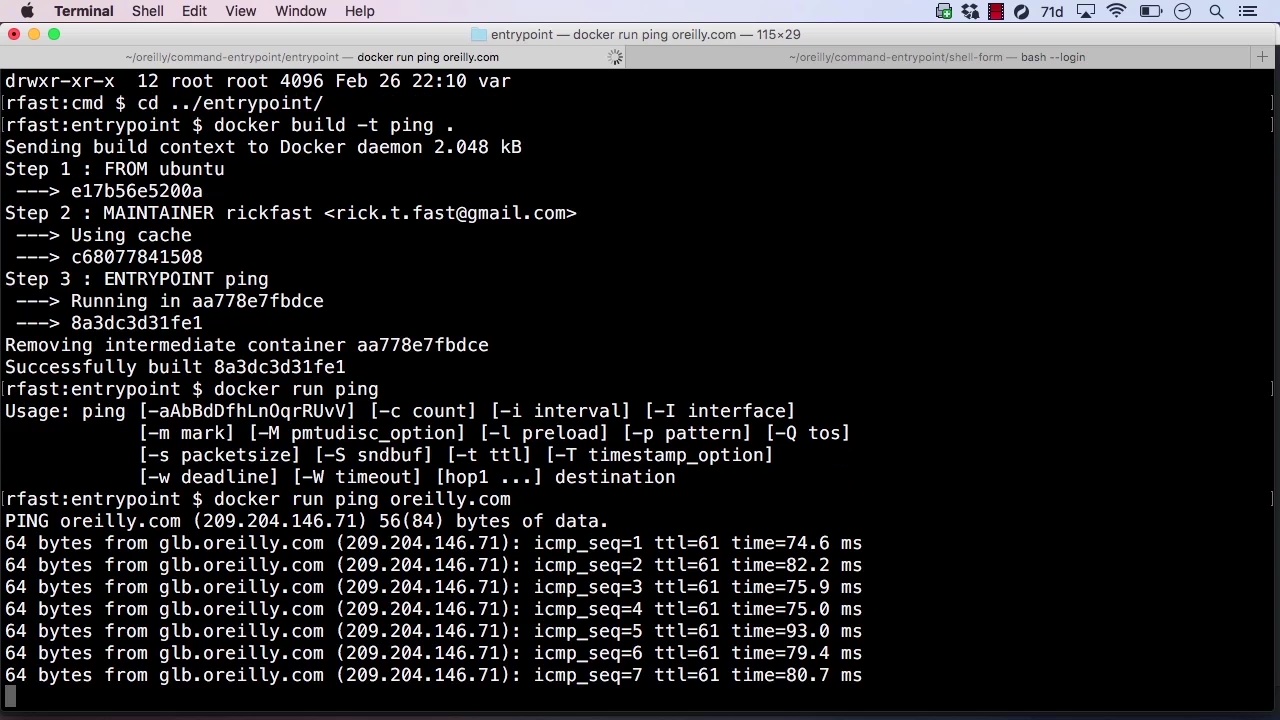 Terminal Shell Edit View Window Help 71d
entrypoint — docker run ping oreilly.com — 115×29
~/oreilly/command-entrypoint/entrypoint — docker run ping oreilly.com ~/oreilly/command-entrypoint/shell-form — bash --login
drwxr-xr-x  12 root root 4096 Feb 26 22:10 var
[rfast:cmd $ cd ../entrypoint/ ]
[rfast:entrypoint $ docker build -t ping . ]
Sending build context to Docker daemon 2.048 kB
Step 1 : FROM ubuntu
 ---> e17b56e5200a
Step 2 : MAINTAINER rickfast <rick.t.fast@gmail.com>
 ---> Using cache
 ---> c68077841508
Step 3 : ENTRYPOINT ping
 ---> Running in aa778e7fbdce
 ---> 8a3dc3d31fe1
Removing intermediate container aa778e7fbdce
Successfully built 8a3dc3d31fe1
[rfast:entrypoint $ docker run ping ]
Usage: ping [-aAbBdDfhLnOqrRUvV] [-c count] [-i interval] [-I interface]
            [-m mark] [-M pmtudisc_option] [-l preload] [-p pattern] [-Q tos]
            [-s packetsize] [-S sndbuf] [-t ttl] [-T timestamp_option]
            [-w deadline] [-W timeout] [hop1 ...] destination
[rfast:entrypoint $ docker run ping oreilly.com ]
PING oreilly.com (209.204.146.71) 56(84) bytes of data.
64 bytes from glb.oreilly.com (209.204.146.71): icmp_seq=1 ttl=61 time=74.6 ms
64 bytes from glb.oreilly.com (209.204.146.71): icmp_seq=2 ttl=61 time=82.2 ms
64 bytes from glb.oreilly.com (209.204.146.71): icmp_seq=3 ttl=61 time=75.9 ms
64 bytes from glb.oreilly.com (209.204.146.71): icmp_seq=4 ttl=61 time=75.0 ms
64 bytes from glb.oreilly.com (209.204.146.71): icmp_seq=5 ttl=61 time=93.0 ms
64 bytes from glb.oreilly.com (209.204.146.71): icmp_seq=6 ttl=61 time=79.4 ms
64 bytes from glb.oreilly.com (209.204.146.71): icmp_seq=7 ttl=61 time=80.7 ms